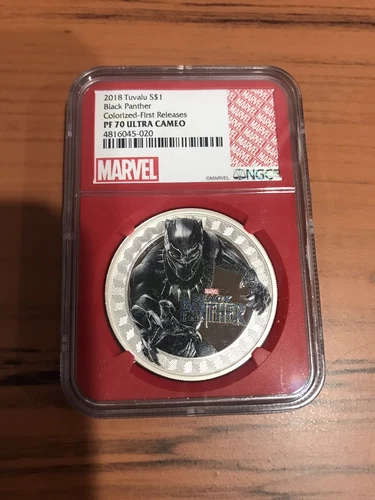 2018 Tuvalu S$1
Black Panther
Colorized-First Releases
PF 70 ULTRA CAMEO
4816045-020
MARVEL
©MARVEL
NGC
MARVEL
BLACK
PANTHER